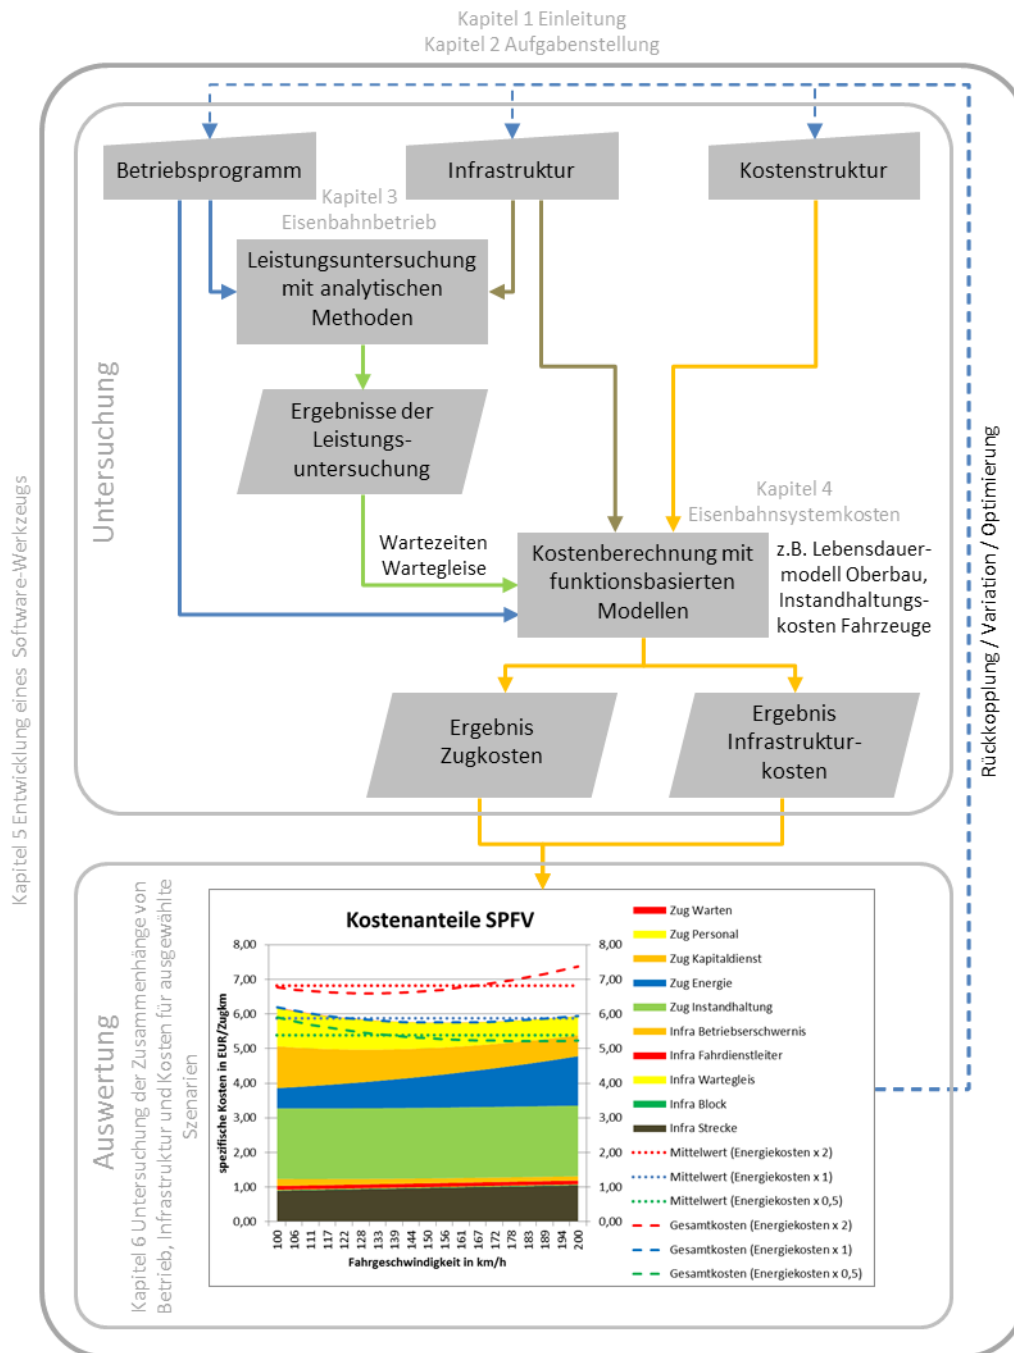 Kapitel 1 Einleitung
Kapitel 2 Aufgabenstellung
Betriebsprogramm
Infrastruktur
Kostenstruktur
Kapitel 3
Eisenbahnbetrieb
Leistungsuntersuchung
mit analytischen
Methoden
Untersuchung
Ergebnisse der
Leistungs-
untersuchung
Wartezeiten
Wartegleise
Kapitel 4
Eisenbahnsystemkosten
Kostenberechnung mit
funktionsbasierten
Modellen
z.B. Lebensdauer-
modell Oberbau,
Instandhaltungs-
kosten Fahrzeuge
Ergebnis
Zugkosten
Ergebnis
Infrastruktur-
kosten
Rückkopplung / Variation / Optimierung
Kapitel 5 Entwicklung eines Software-Werkzeugs
Auswertung
Kapitel 6 Untersuchung der Zusammenhänge von
Betrieb, Infrastruktur und Kosten für ausgewählte
Szenarien
Kostenanteile SPFV
spezifische Kosten in EUR/Zugkm
8,00
7,00
6,00
5,00
4,00
3,00
2,00
1,00
0,00
8,00
7,00
6,00
5,00
4,00
3,00
2,00
1,00
0,00
100
106
111
117
122
128
133
139
144
150
156
161
167
172
178
183
189
194
200
Fahrgeschwindigkeit in km/h
Zug Warten
Zug Personal
Zug Kapitaldienst
Zug Energie
Zug Instandhaltung
Infra Betriebserschwernis
Infra Fahrdienstleiter
Infra Wartegleis
Infra Block
Infra Strecke
Mittelwert (Energiekosten x 2)
Mittelwert (Energiekosten x 1)
Mittelwert (Energiekosten x 0,5)
Gesamtkosten (Energiekosten x 2)
Gesamtkosten (Energiekosten x 1)
Gesamtkosten (Energiekosten x 0,5)